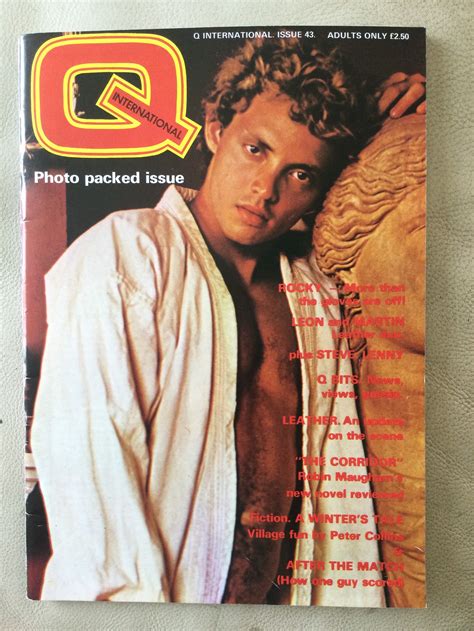 Q INTERNATIONAL. ISSUE 43. ADULTS ONLY £2.50
Q
INTERNATIONAL
Photo packed issue
ROCKY – More than
the gloves are off!
LEON and MARTIN
plus STEVE LENNY
Q BITS. News,
views,
LEATHER. An update
on the scene
"THE CORRIDOR"
Robin Maugham's
new novel reviewed
Fiction. A WINTER'S TALE
Village fun by Peter Collins
&
AFTER THE MATCH
(How one guy scored)